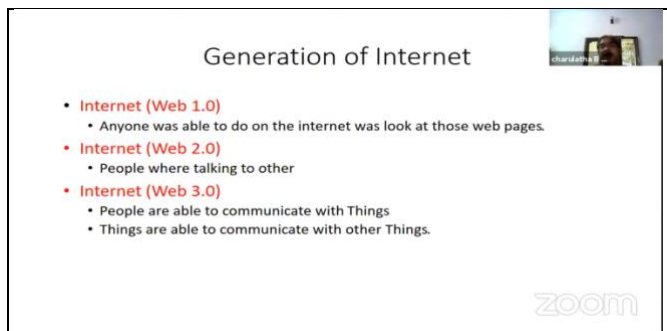 Generation of Internet
charulatha B ...
• Internet (Web 1.0)
• Anyone was able to do on the internet was look at those web pages.
• Internet (Web 2.0)
• People where talking to other
• Internet (Web 3.0)
• People are able to communicate with Things
• Things are able to communicate with other Things.
zoom